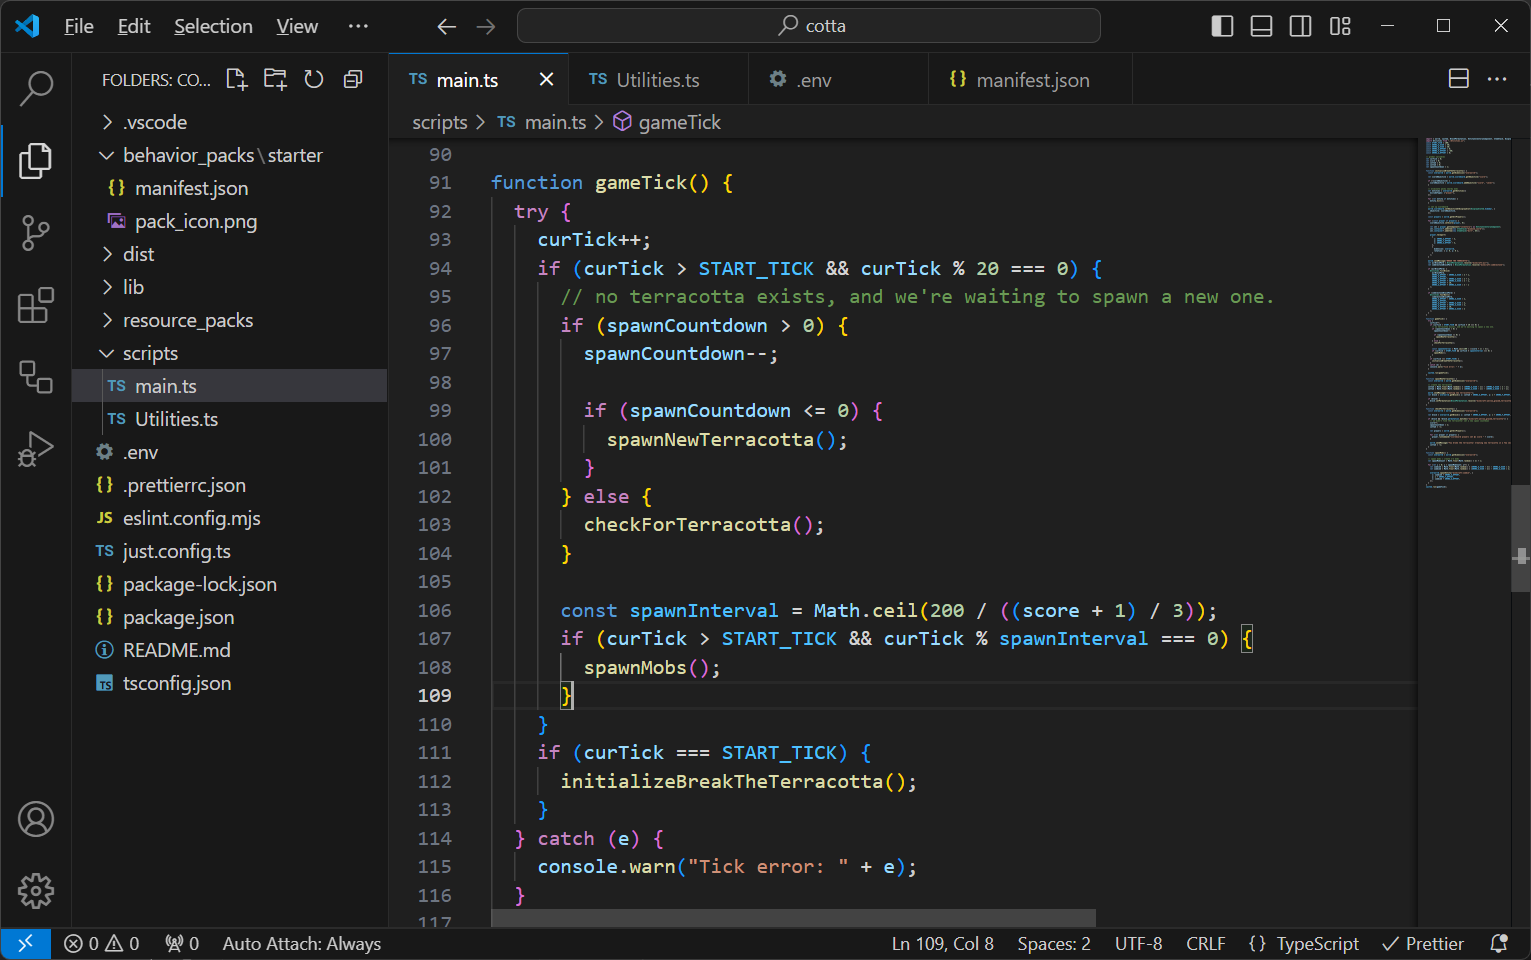 File Edit Selection View ··· cotta
FOLDERS: CO...
.vscode
behavior_packs\starter
{} manifest.json
pack_icon.png
dist
lib
resource_packs
scripts
TS main.ts
TS Utilities.ts
.env
{} .prettierrc.json
JS eslint.config.mjs
TS just.config.ts
{} package-lock.json
{} package.json
README.md
TS tsconfig.json
TS main.ts TS Utilities.ts .env {} manifest.json
scripts > TS main.ts > gameTick
90
91 function gameTick() {
92 try {
93 curTick++;
94 if (curTick > START_TICK && curTick % 20 === 0) {
95 // no terracotta exists, and we're waiting to spawn a new one.
96 if (spawnCountdown > 0) {
97 spawnCountdown--;
98
99 if (spawnCountdown <= 0) {
100 spawnNewTerracotta();
101 }
102 } else {
103 checkForTerracotta();
104 }
105
106 const spawnInterval = Math.ceil(200 / ((score + 1) / 3));
107 if (curTick > START_TICK && curTick % spawnInterval === 0) {
108 spawnMobs();
109 }
110 }
111 if (curTick === START_TICK) {
112 initializeBreakTheTerracotta();
113 }
114 } catch (e) {
115 console.warn("Tick error: " + e);
116 }
117
0 0 0 Auto Attach: Always Ln 109, Col 8 Spaces: 2 UTF-8 CRLF {} TypeScript Prettier